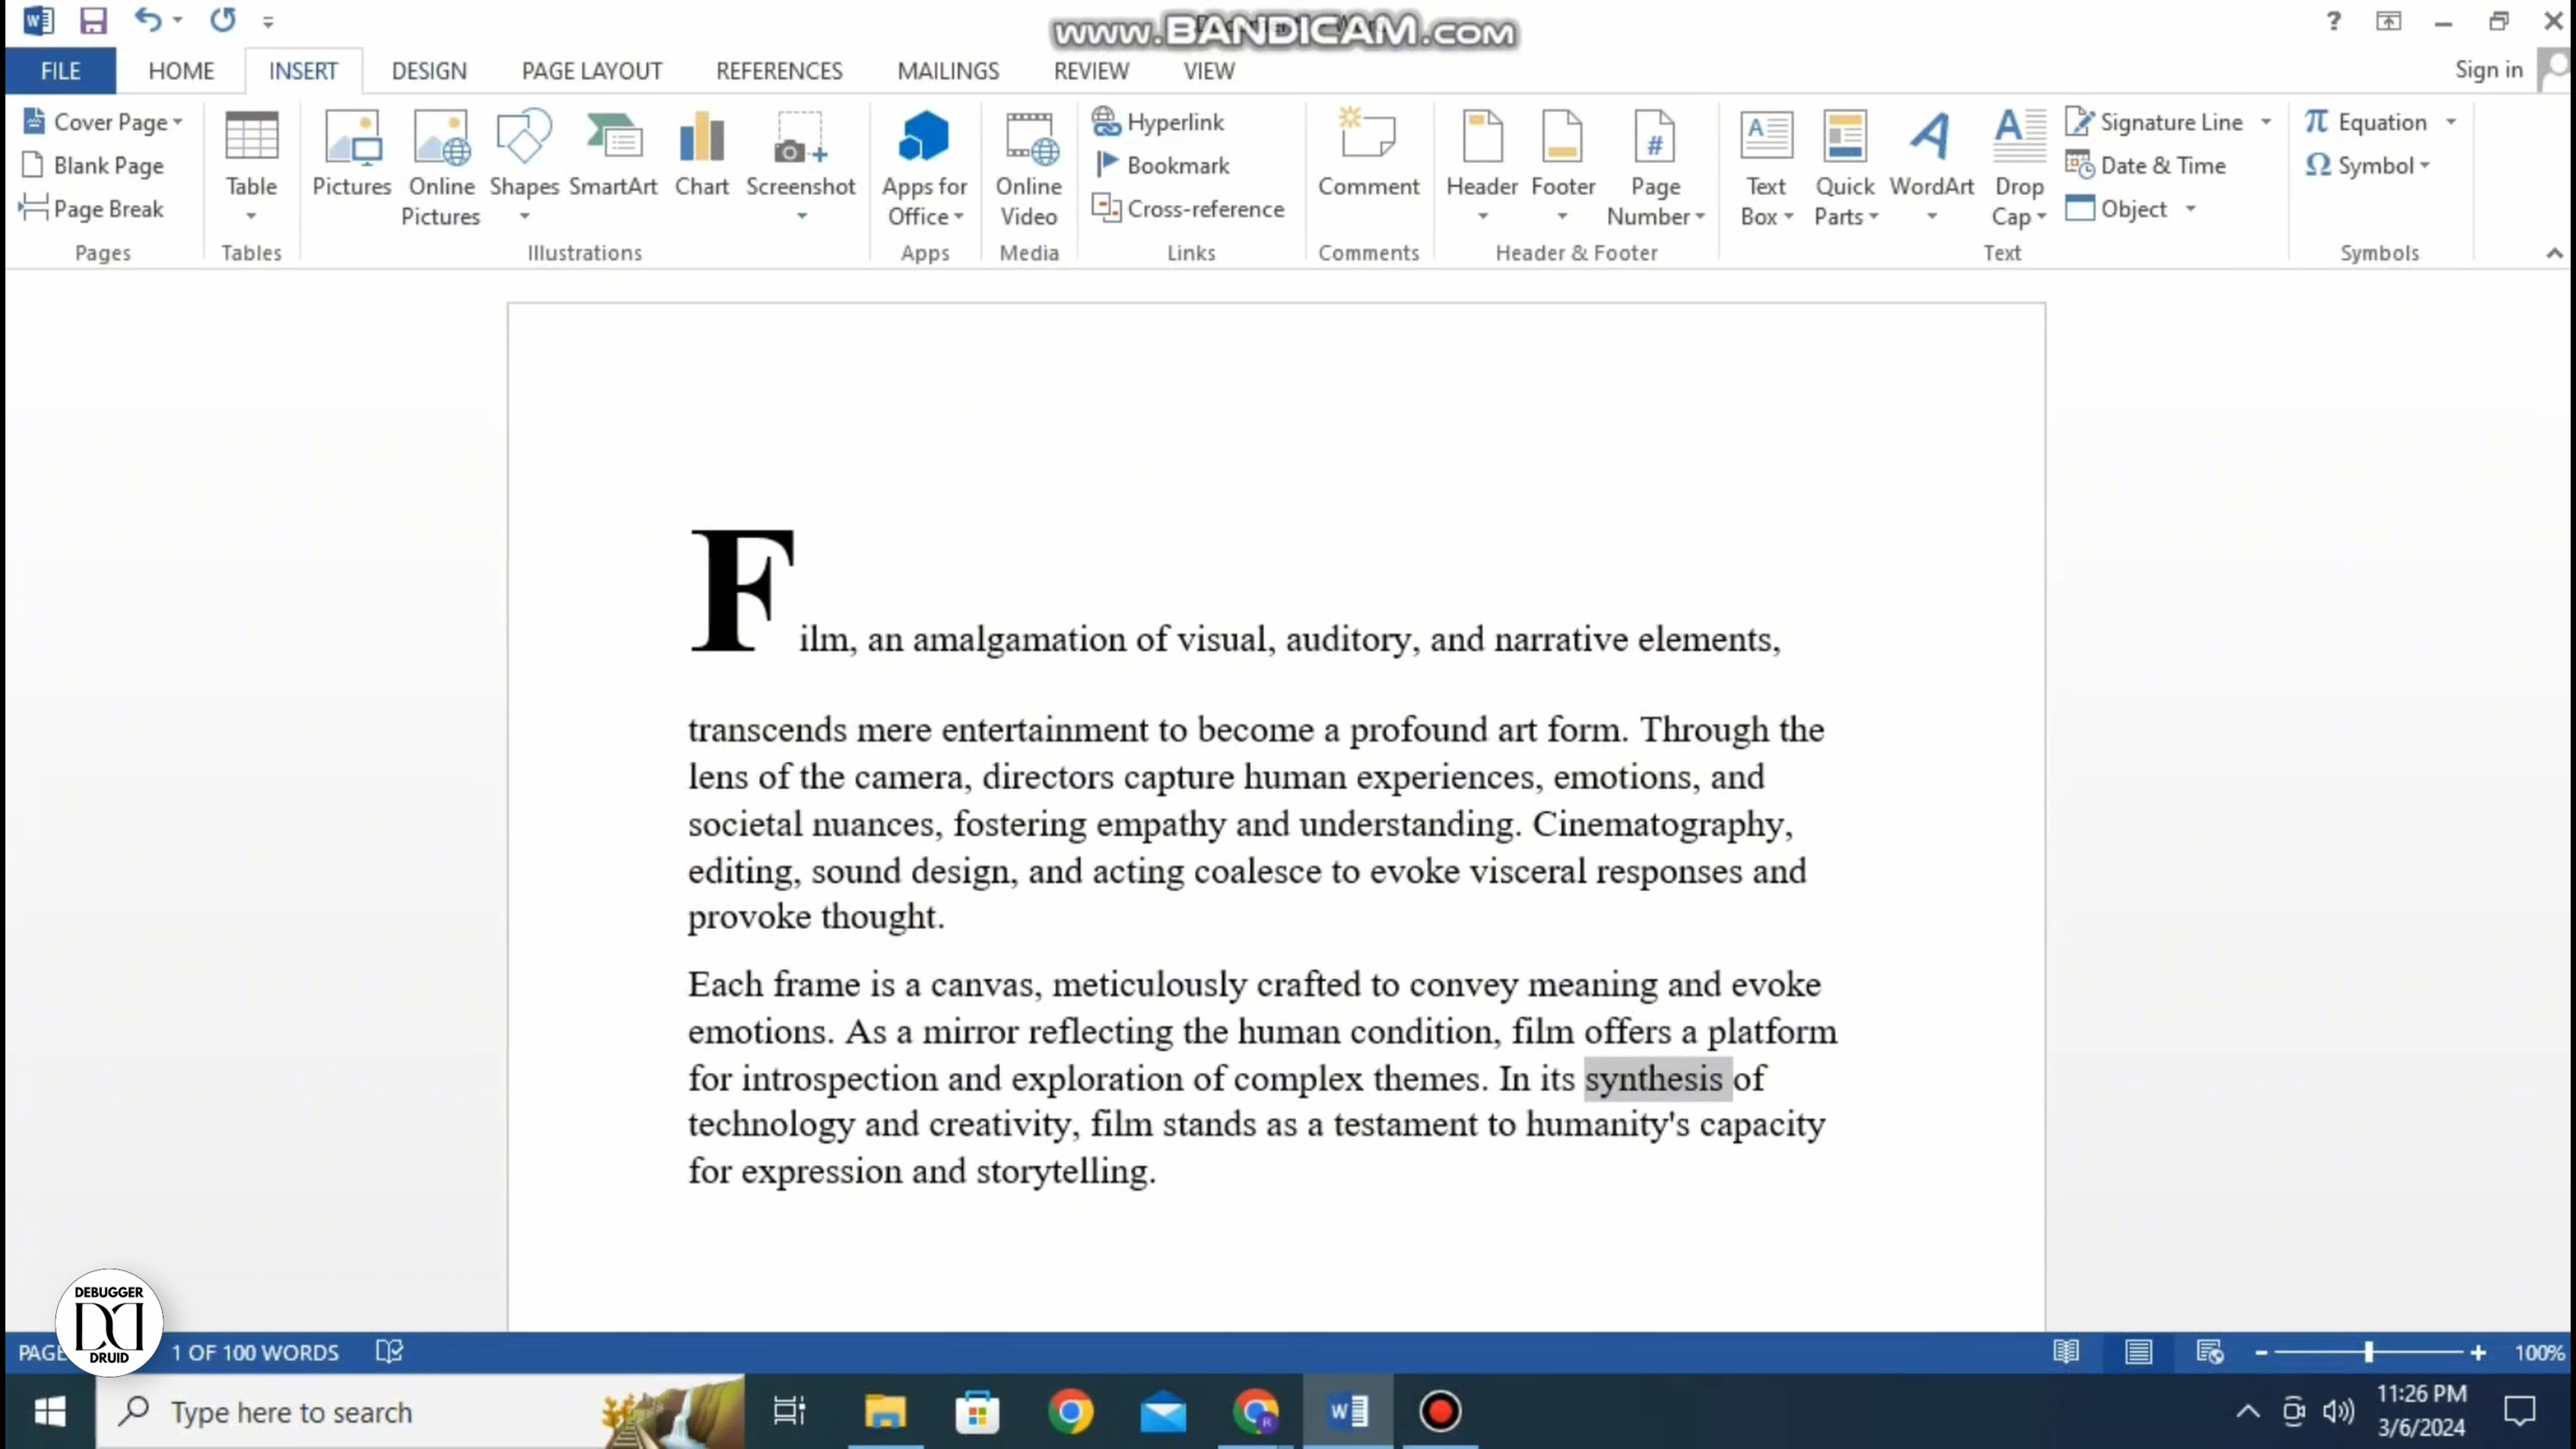 www.BANDICAM.com
FILE HOME INSERT DESIGN PAGE LAYOUT REFERENCES MAILINGS REVIEW VIEW Sign in
Cover Page
Blank Page
Page Break
Pages
Table
Tables
Pictures
Online Pictures
Shapes
SmartArt
Chart
Screenshot
Illustrations
Apps for Office
Apps
Online Video
Media
Hyperlink
Bookmark
Cross-reference
Links
Comment
Comments
Header
Footer
Page Number
Header & Footer
Text Box
Quick Parts
WordArt
Drop Cap
Signature Line
Date & Time
Object
Text
Equation
Symbol
Symbols
Film, an amalgamation of visual, auditory, and narrative elements,
transcends mere entertainment to become a profound art form. Through the
lens of the camera, directors capture human experiences, emotions, and
societal nuances, fostering empathy and understanding. Cinematography,
editing, sound design, and acting coalesce to evoke visceral responses and
provoke thought.
Each frame is a canvas, meticulously crafted to convey meaning and evoke
emotions. As a mirror reflecting the human condition, film offers a platform
for introspection and exploration of complex themes. In its synthesis of
technology and creativity, film stands as a testament to humanity's capacity
for expression and storytelling.
DEBUGGER
DRUID
PAGE 1 OF 100 WORDS 100%
Type here to search
11:26 PM
3/6/2024